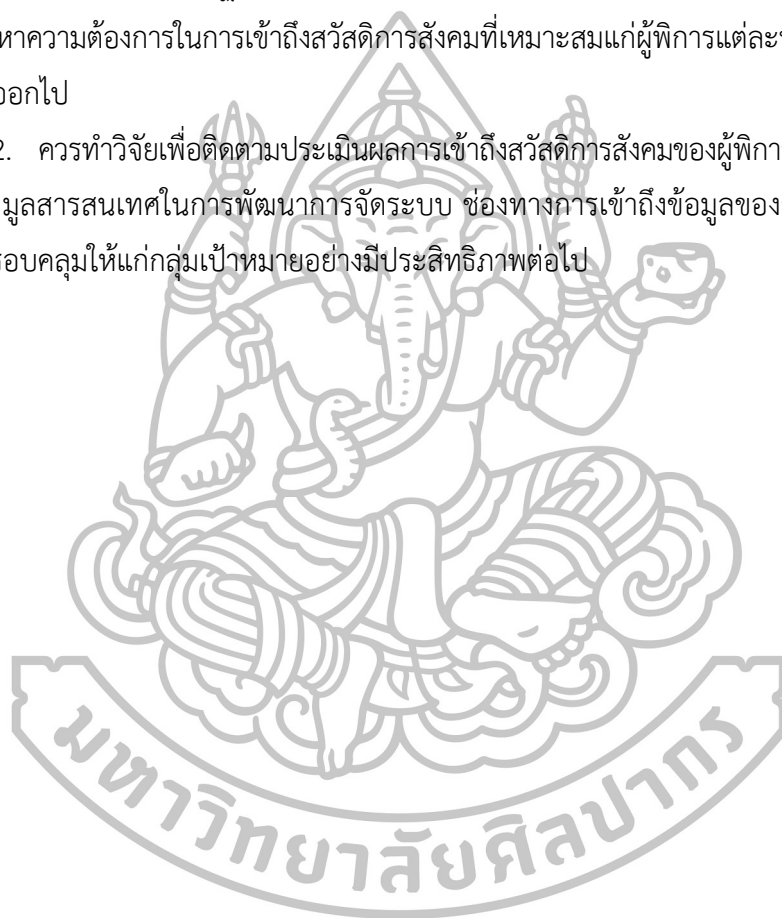 หาความต้องการในการเข้าถึงสวัสดิการสังคมที่เหมาะสมแก่ผู้พิการแต่ละ
ออกไป
2. ควรทำวิจัยเพื่อติดตามประเมินผลการเข้าถึงสวัสดิการสังคมของผู้พิกา
มูลสารสนเทศในการพัฒนาการจัดระบบ ช่องทางการเข้าถึงข้อมูลของ
รอบคลุมให้แก่กลุ่มเป้าหมายอย่างมีประสิทธิภาพต่อไป
มหาวิทยาลัยศิลปากร